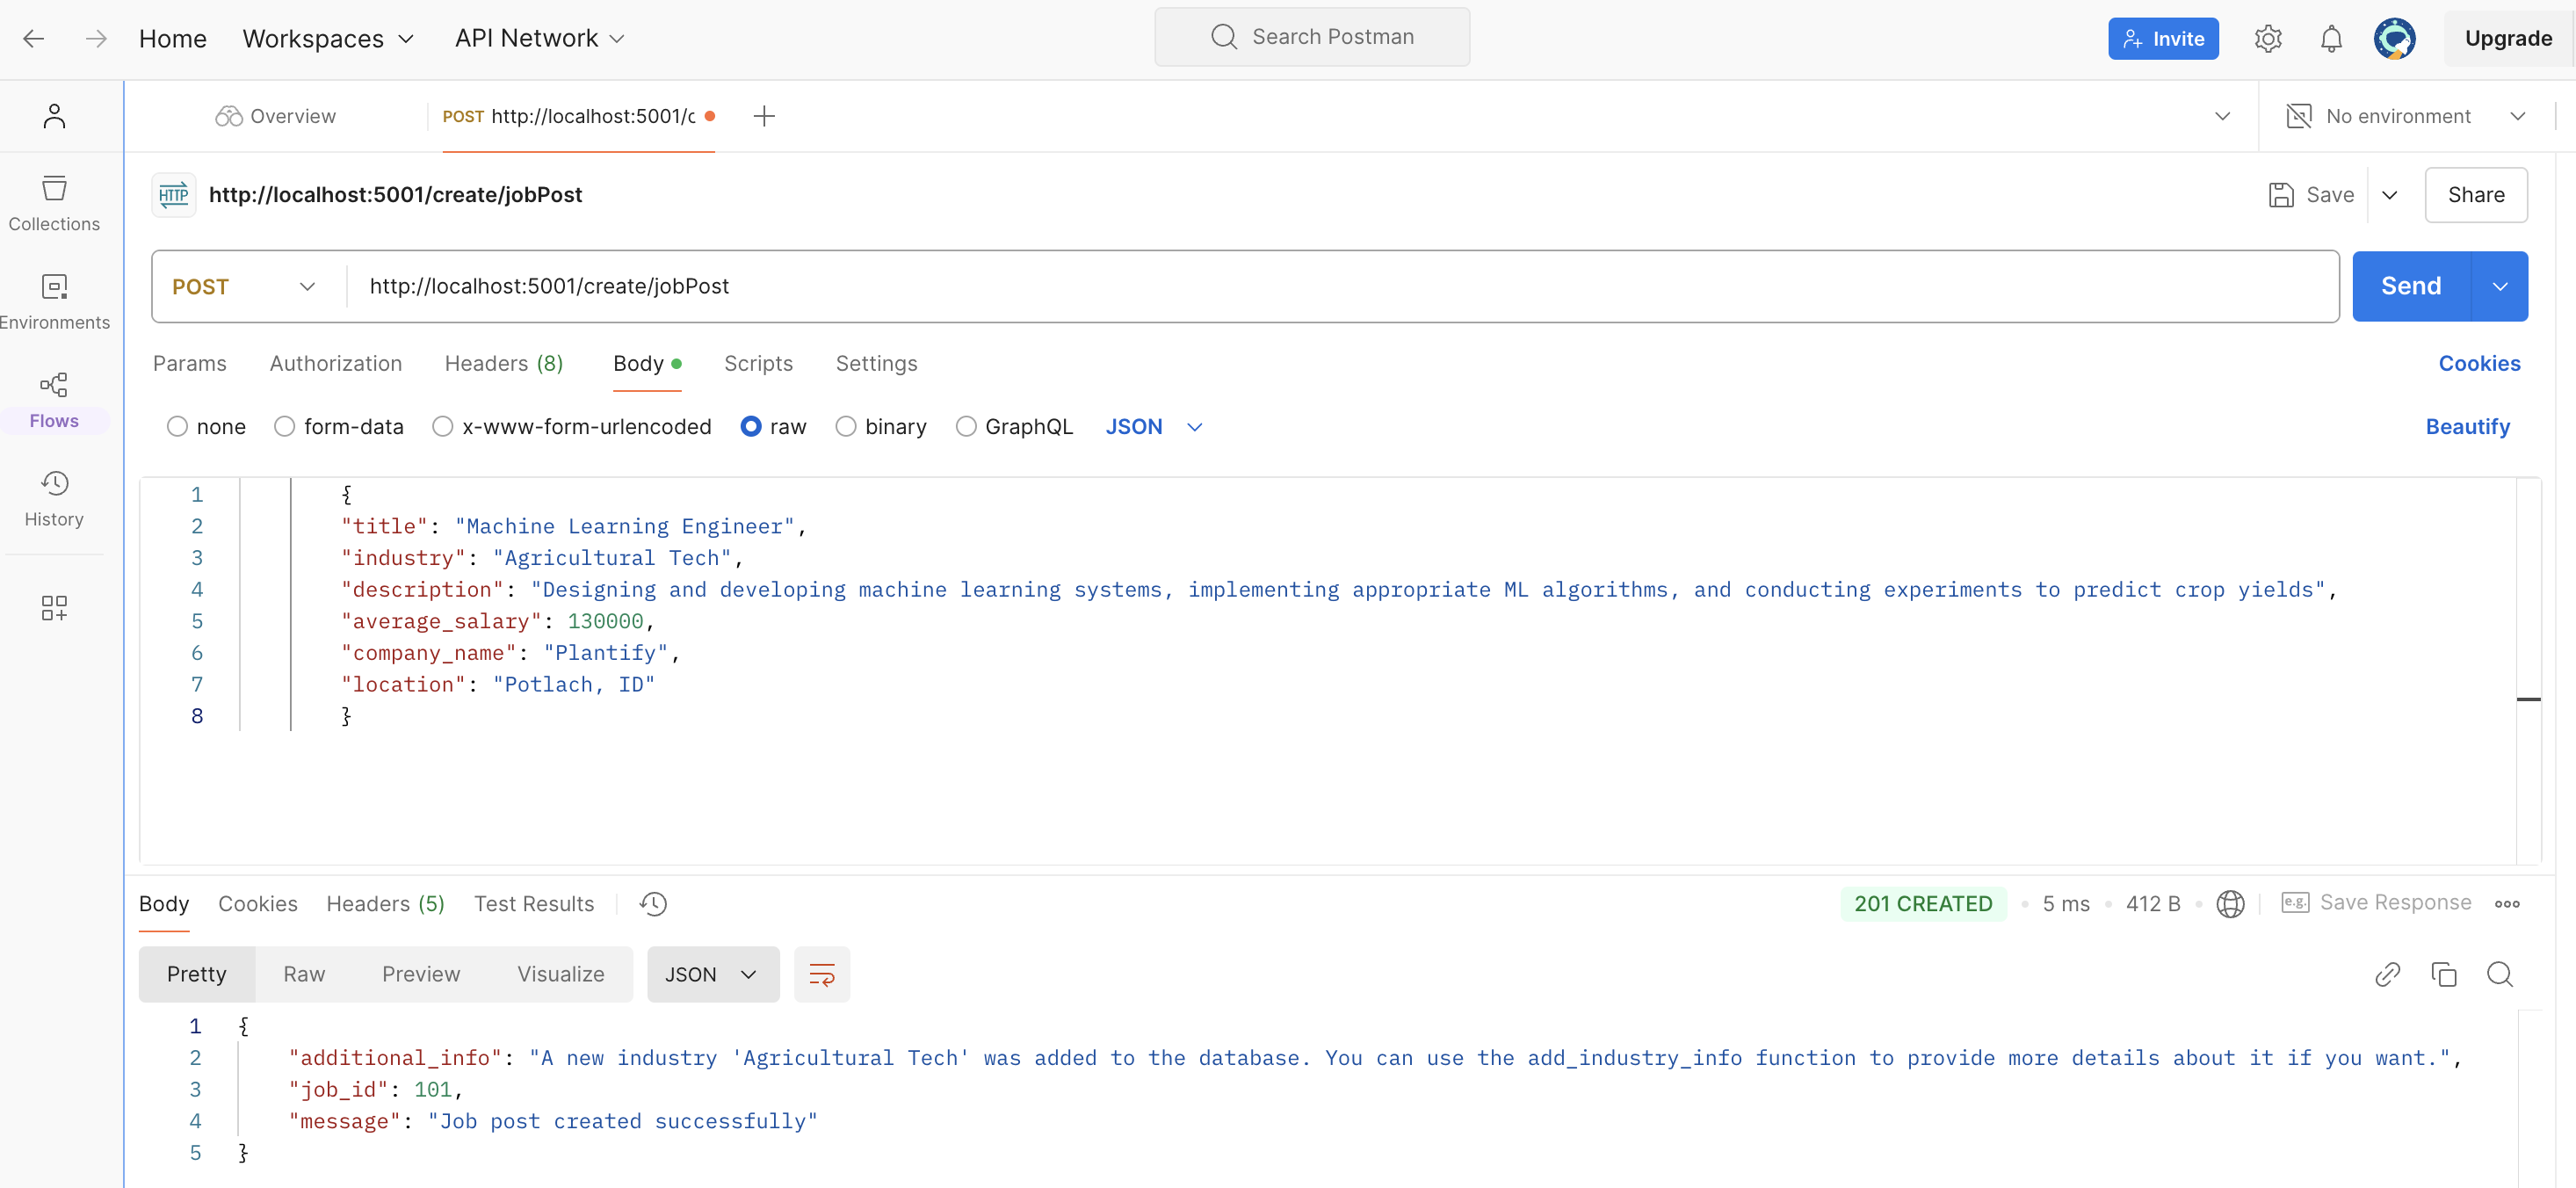 Home Workspaces API Network Search Postman Invite Upgrade
Overview POST http://localhost:5001/c No environment
HTTP http://localhost:5001/create/jobPost Save Share
Collections
POST http://localhost:5001/create/jobPost Send
Environments
Params Authorization Headers (8) Body Scripts Settings Cookies
Flows
none form-data x-www-form-urlencoded raw binary GraphQL JSON Beautify
History
1 {
2 "title": "Machine Learning Engineer",
3 "industry": "Agricultural Tech",
4 "description": "Designing and developing machine learning systems, implementing appropriate ML algorithms, and conducting experiments to predict crop yields",
5 "average_salary": 130000,
6 "company_name": "Plantify",
7 "location": "Potlach, ID"
8 }
Body Cookies Headers (5) Test Results 201 CREATED 5 ms 412 B e.g. Save Response
Pretty Raw Preview Visualize JSON
1 {
2 "additional_info": "A new industry 'Agricultural Tech' was added to the database. You can use the add_industry_info function to provide more details about it if you want.",
3 "job_id": 101,
4 "message": "Job post created successfully"
5 }